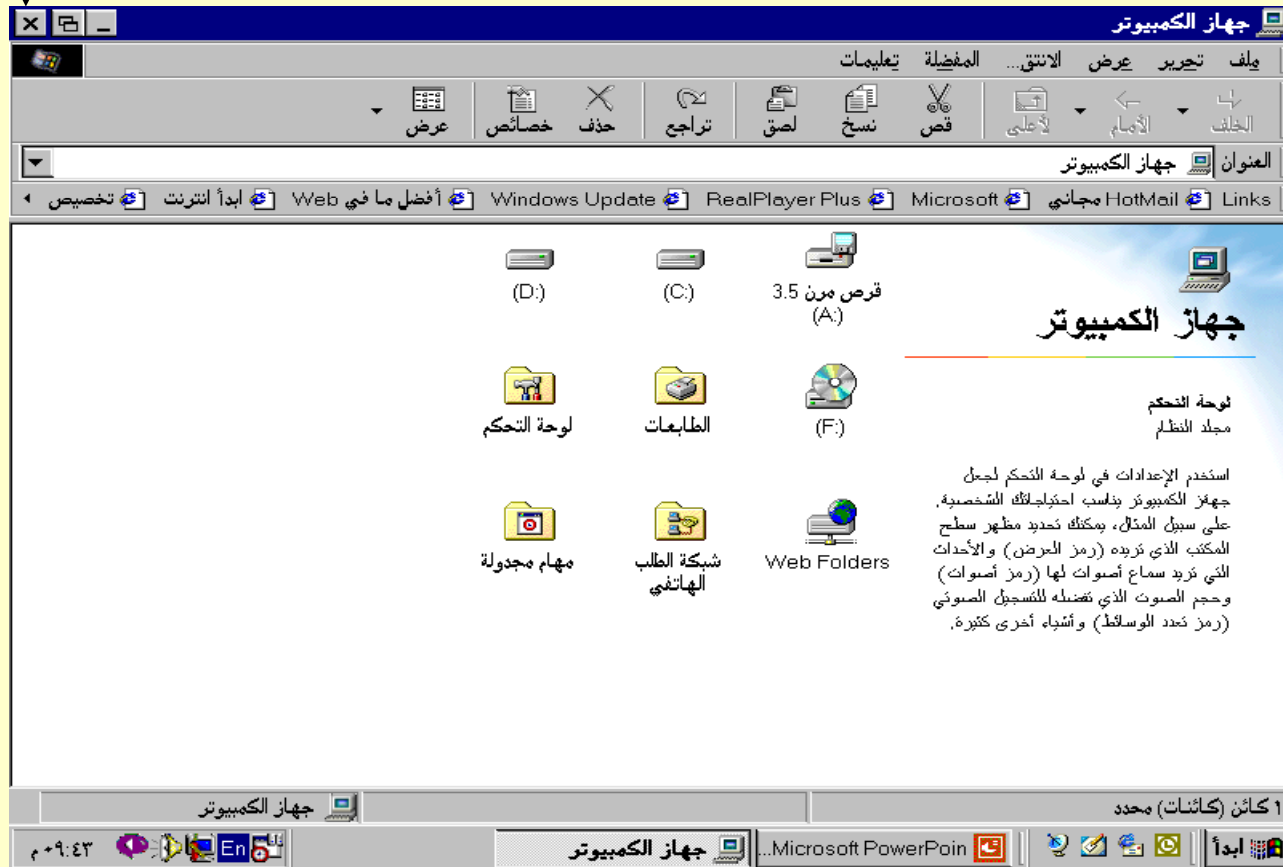 جهاز الكمبيوتر
ملف تحرير عرض الانتق... المفضلة تعليمات
الخلف الأمام لأعلى قص نسخ لصق تراجع حذف خصائص عرض
العنوان جهاز الكمبيوتر
Links HotMail مجاني Microsoft RealPlayer Plus Windows Update أفضل ما في Web ابدأ انترنت تخصيص
جهاز الكمبيوتر
لوحة التحكم
مجلد النظام
استخدم الإعدادات في لوحة التحكم لجعل
جهاز الكمبيوتر يناسب احتياجاتك الشخصية.
على سبيل المثال، يمكنك تحديد مظهر سطح
المكتب الذي تريده (رمز العرض) والأحداث
التي تريد سماع أصوات لها (رمز أصوات)
وحجم الصوت الذي تفضله للتسجيل الصوتي
(رمز تعدد الوسائط) وأشياء أخرى كثيرة.
قرص مرن 3.5 (A:)
(C:)
(D:)
(F:)
الطابعات
لوحة التحكم
Web Folders
شبكة الطلب الهاتفي
مهام مجدولة
١ كائن (كائنات) محدد
جهاز الكمبيوتر
ابدأ
Microsoft PowerPoin...
جهاز الكمبيوتر
En
٠٩:٤٣ م